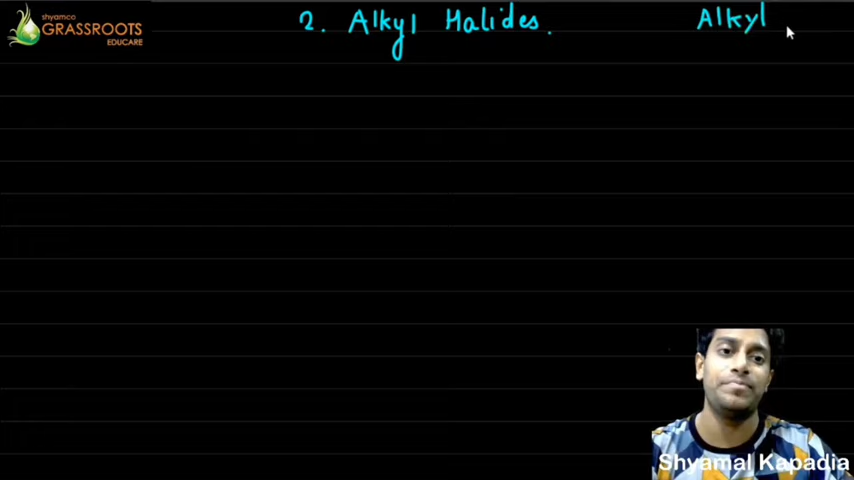 shyamco
GRASSROOTS
EDUCARE
2. Alkyl Halides.
Alkyl
Shyamal Kapadia